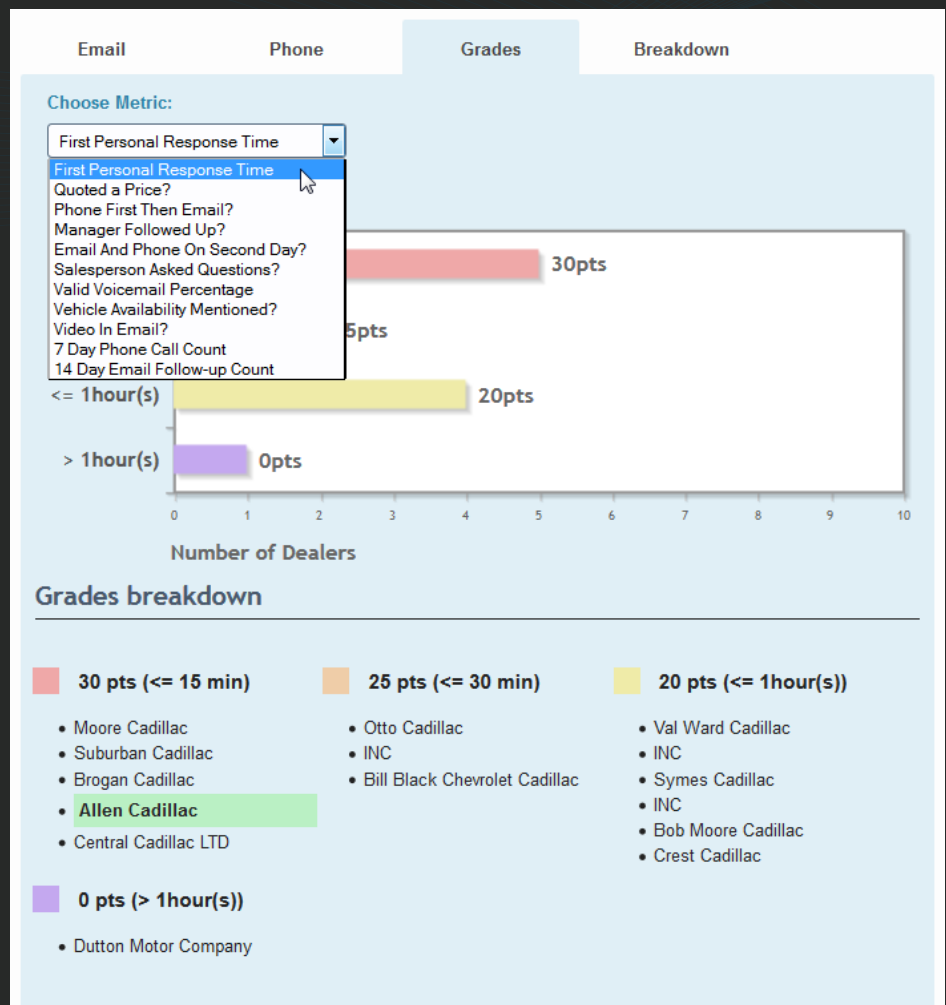 Email Phone Grades Breakdown
Choose Metric:
First Personal Response Time
First Personal Response Time
Quoted a Price?
Phone First Then Email?
Manager Followed Up?
Email And Phone On Second Day?
Salesperson Asked Questions?
Valid Voicemail Percentage
Vehicle Availability Mentioned?
Video In Email?
7 Day Phone Call Count
14 Day Email Follow-up Count
30pts
5pts
<= 1hour(s) 20pts
> 1hour(s) 0pts
0 1 2 3 4 5 6 7 8 9 10
Number of Dealers
Grades breakdown
30 pts (<= 15 min)
• Moore Cadillac
• Suburban Cadillac
• Brogan Cadillac
• Allen Cadillac
• Central Cadillac LTD
25 pts (<= 30 min)
• Otto Cadillac
• INC
• Bill Black Chevrolet Cadillac
20 pts (<= 1hour(s))
• Val Ward Cadillac
• INC
• Symes Cadillac
• INC
• Bob Moore Cadillac
• Crest Cadillac
0 pts (> 1hour(s))
• Dutton Motor Company